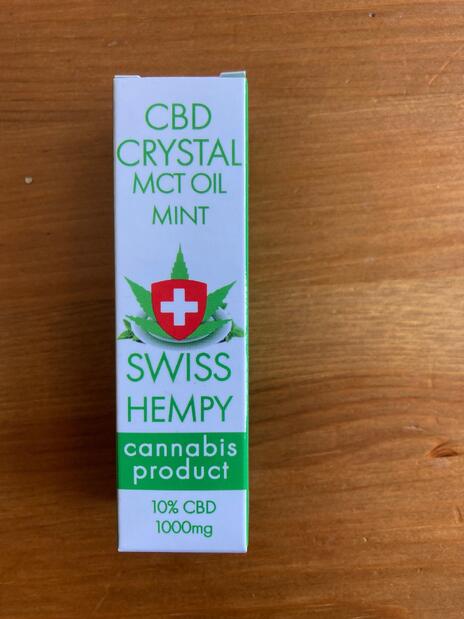 CBD
CRYSTAL
MCT OIL
MINT
SWISS
HEMPY
cannabis
product
10% CBD
1000mg